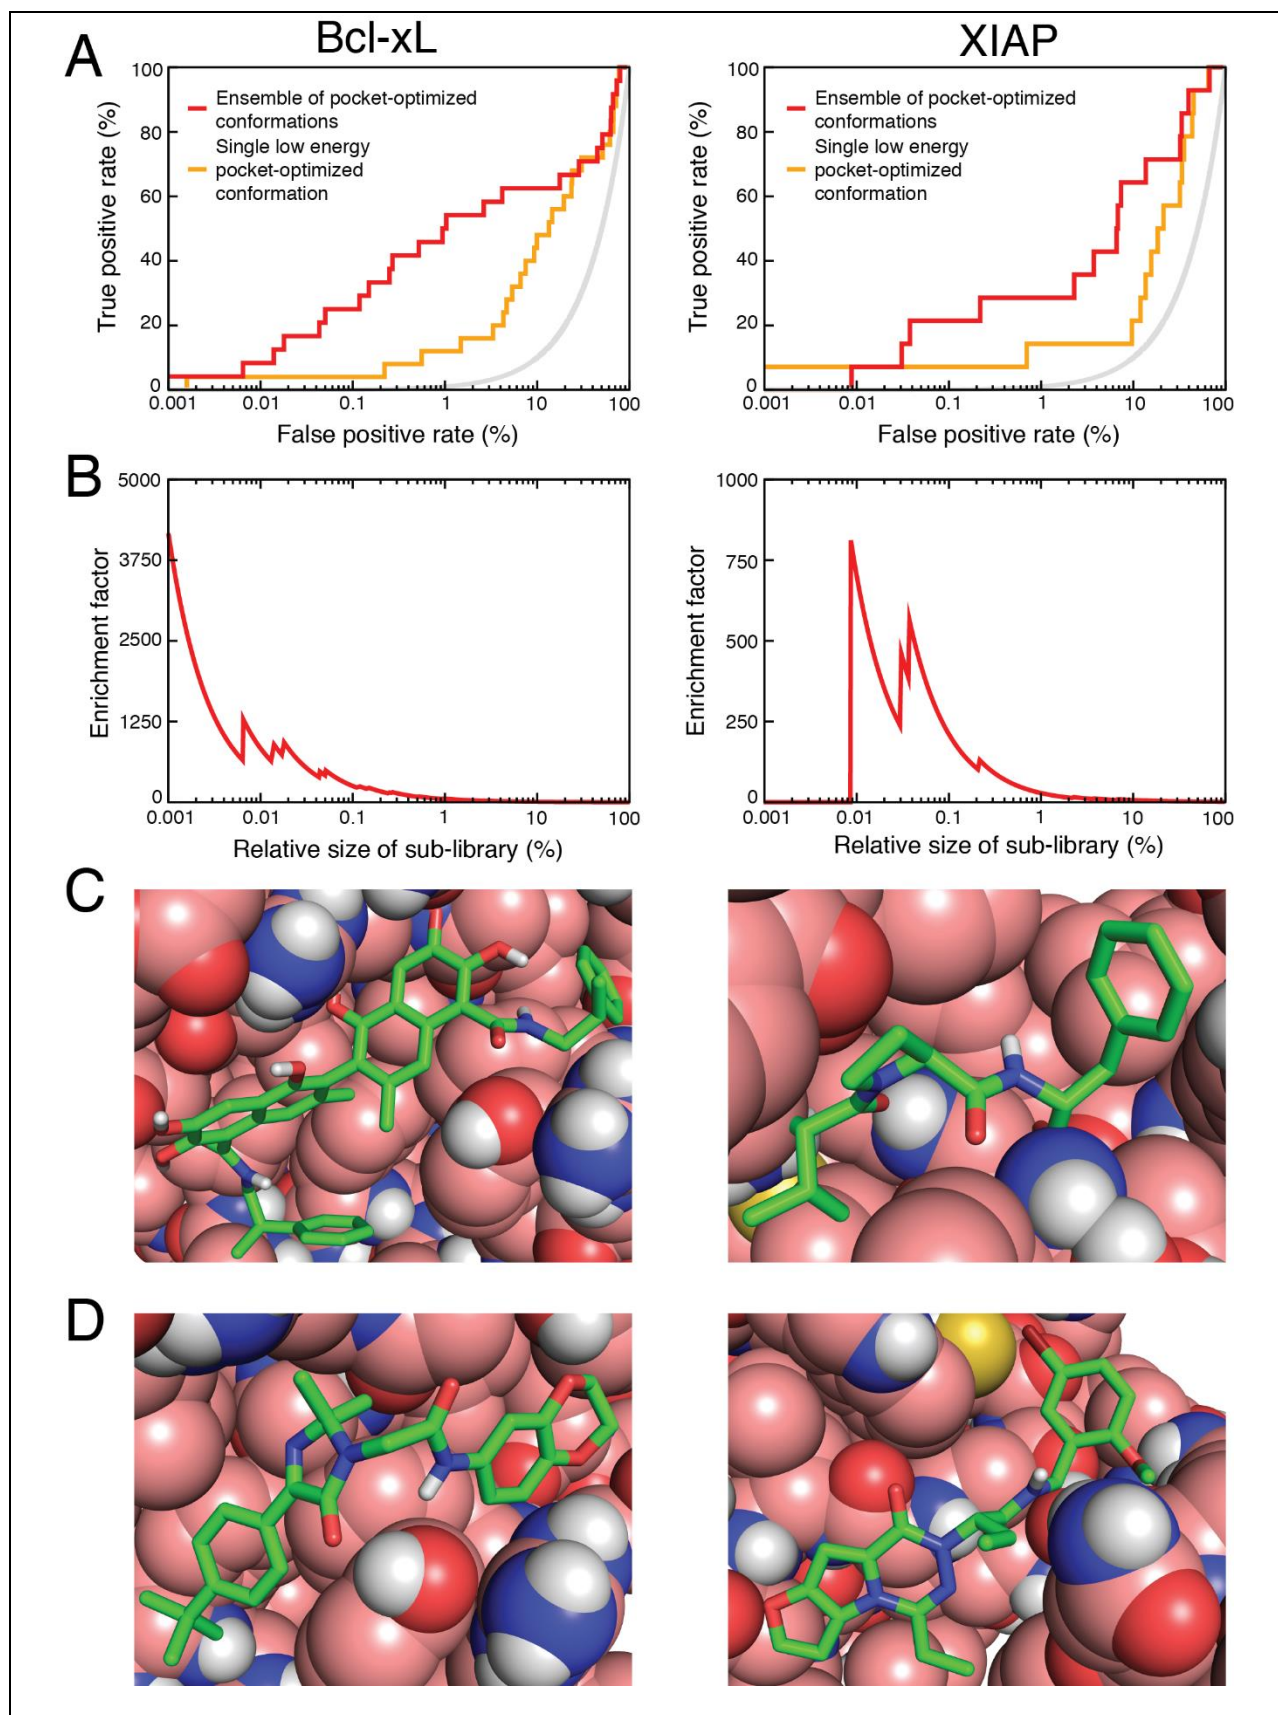 Bcl-xL
XIAP
A
100
80
60
40
20
0
True positive rate (%)
Ensemble of pocket-optimized
conformations
Single low energy
pocket-optimized
conformation
0.001
0.01
0.1
1
10
100
False positive rate (%)
100
80
60
40
20
0
True positive rate (%)
Ensemble of pocket-optimized
conformations
Single low energy
pocket-optimized
conformation
0.001
0.01
0.1
1
10
100
False positive rate (%)
B
5000
3750
2500
1250
0
Enrichment factor
0.001
0.01
0.1
1
10
100
Relative size of sub-library (%)
1000
750
500
250
0
Enrichment factor
0.001
0.01
0.1
1
10
100
Relative size of sub-library (%)
C
D